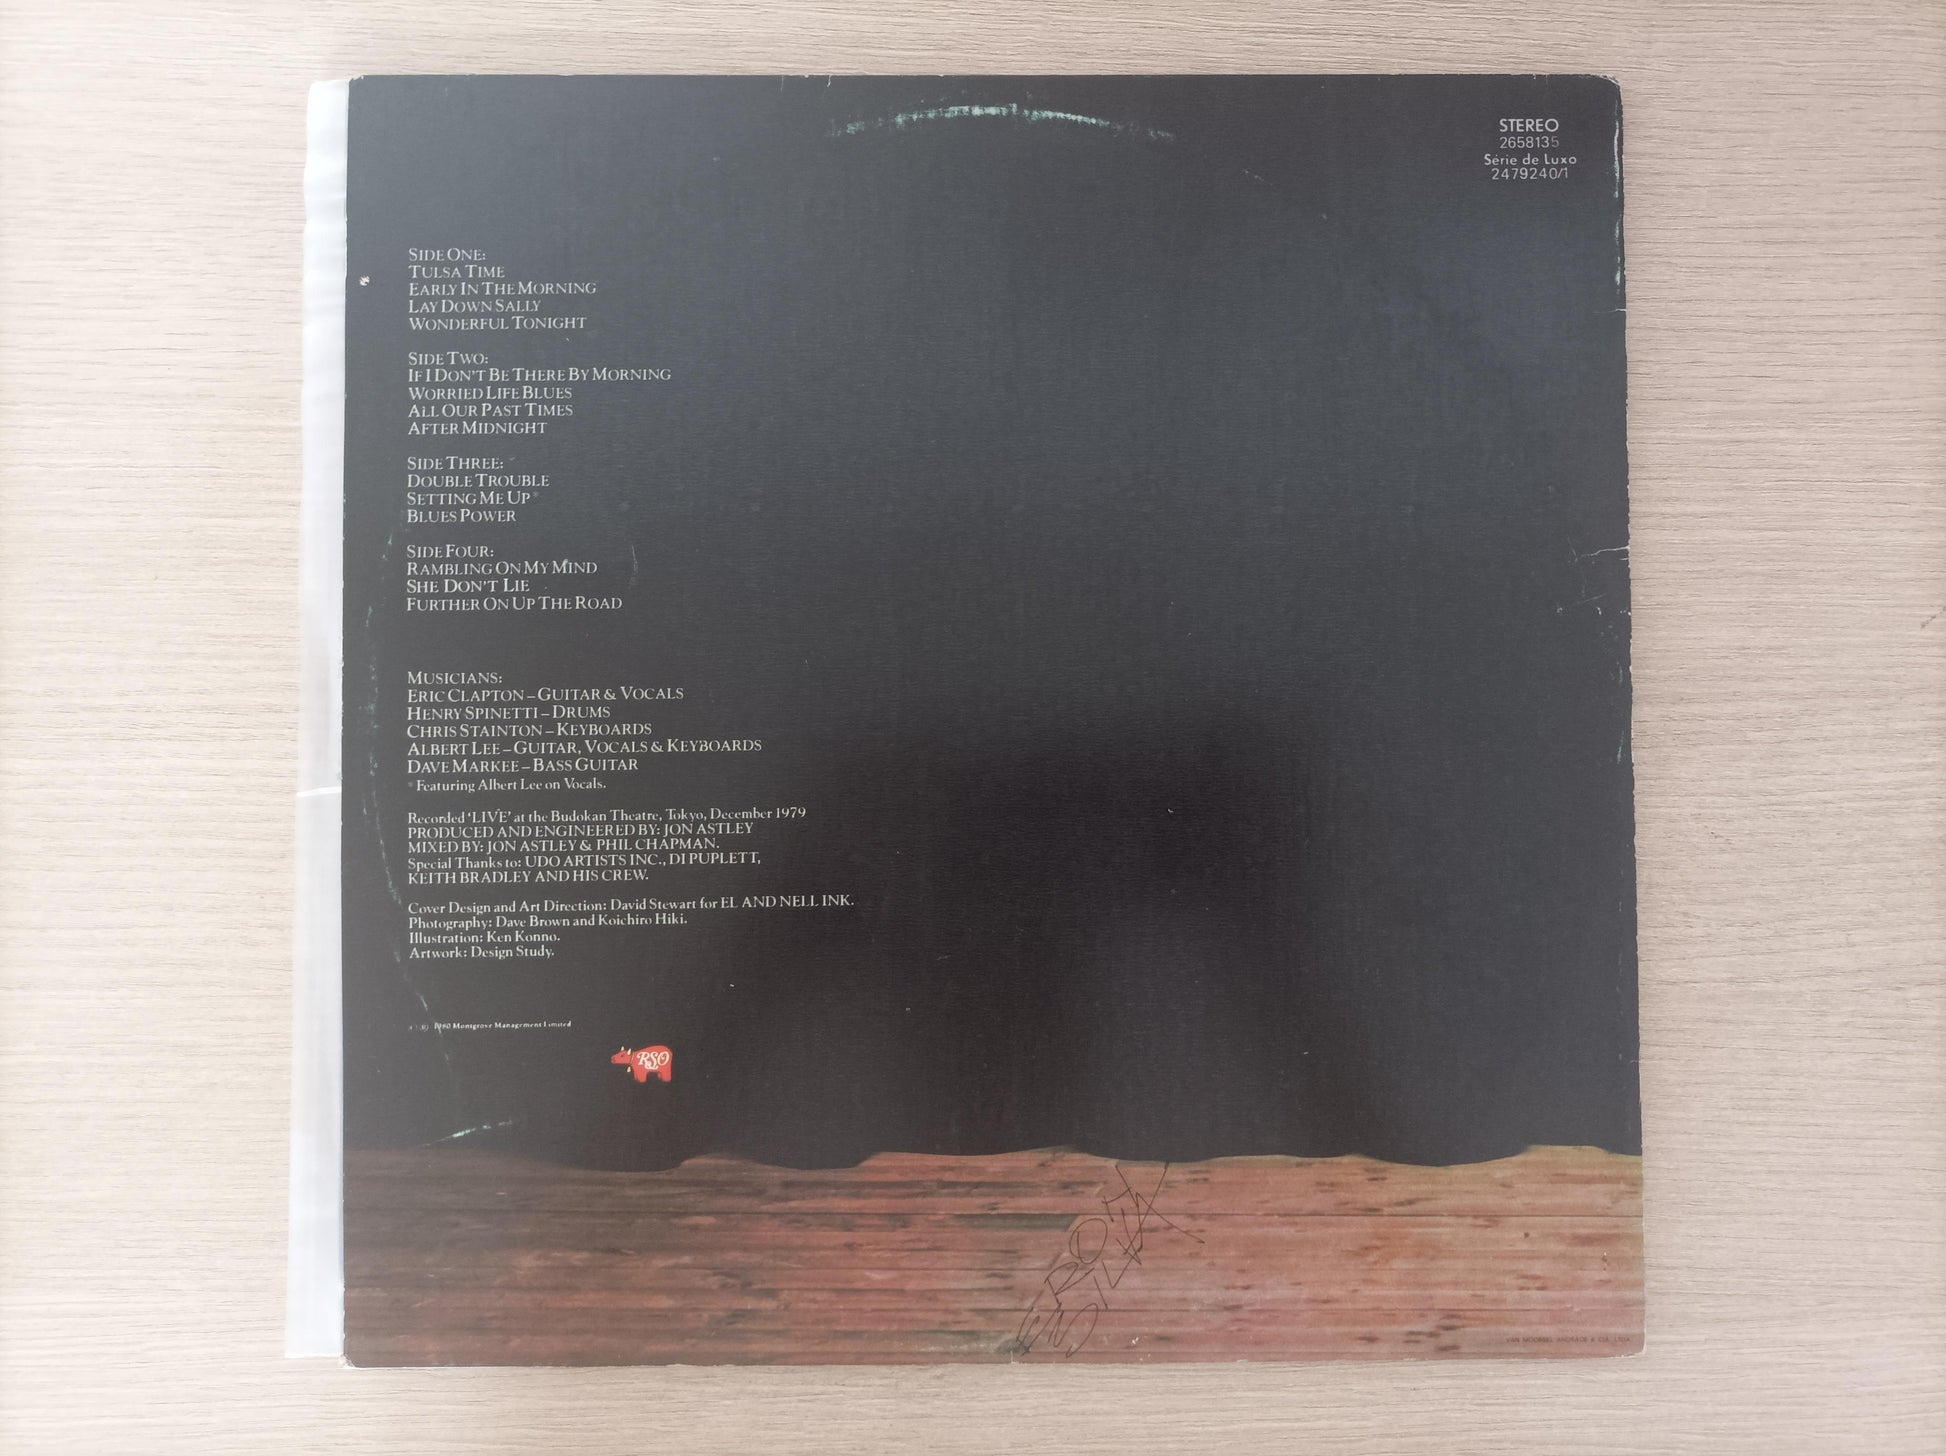 STEREO
2658135
Série de Luxo
2479240/1
SIDE ONE:
TULSA TIME
EARLY IN THE MORNING
LAY DOWN SALLY
WONDERFUL TONIGHT
SIDE TWO:
IF I DON'T BE THERE BY MORNING
WORRIED LIFE BLUES
ALL OUR PAST TIMES
AFTER MIDNIGHT
SIDE THREE:
DOUBLE TROUBLE
SETTING ME UP*
BLUES POWER
SIDE FOUR:
RAMBLING ON MY MIND
SHE DON'T LIE
FURTHER ON UP THE ROAD
MUSICIANS:
ERIC CLAPTON – GUITAR & VOCALS
HENRY SPINETTI – DRUMS
CHRIS STAINTON – KEYBOARDS
ALBERT LEE – GUITAR, VOCALS & KEYBOARDS
DAVE MARKEE – BASS GUITAR
* Featuring Albert Lee on Vocals.
Recorded 'LIVE' at the Budokan Theatre, Tokyo, December 1979
PRODUCED AND ENGINEERED BY: JON ASTLEY
MIXED BY: JON ASTLEY & PHIL CHAPMAN.
Special Thanks to: UDO ARTISTS INC., DI PUPLETT,
KEITH BRADLEY AND HIS CREW.
Cover Design and Art Direction: David Stewart for EL AND NELL INK.
Photography: Dave Brown and Koichiro Hiki.
Illustration: Ken Konno.
Artwork: Design Study.
1980 Montgrove Management Limited
RSO
SILVA
VAN MOORSEL ANDRADE & CIA. LTDA.